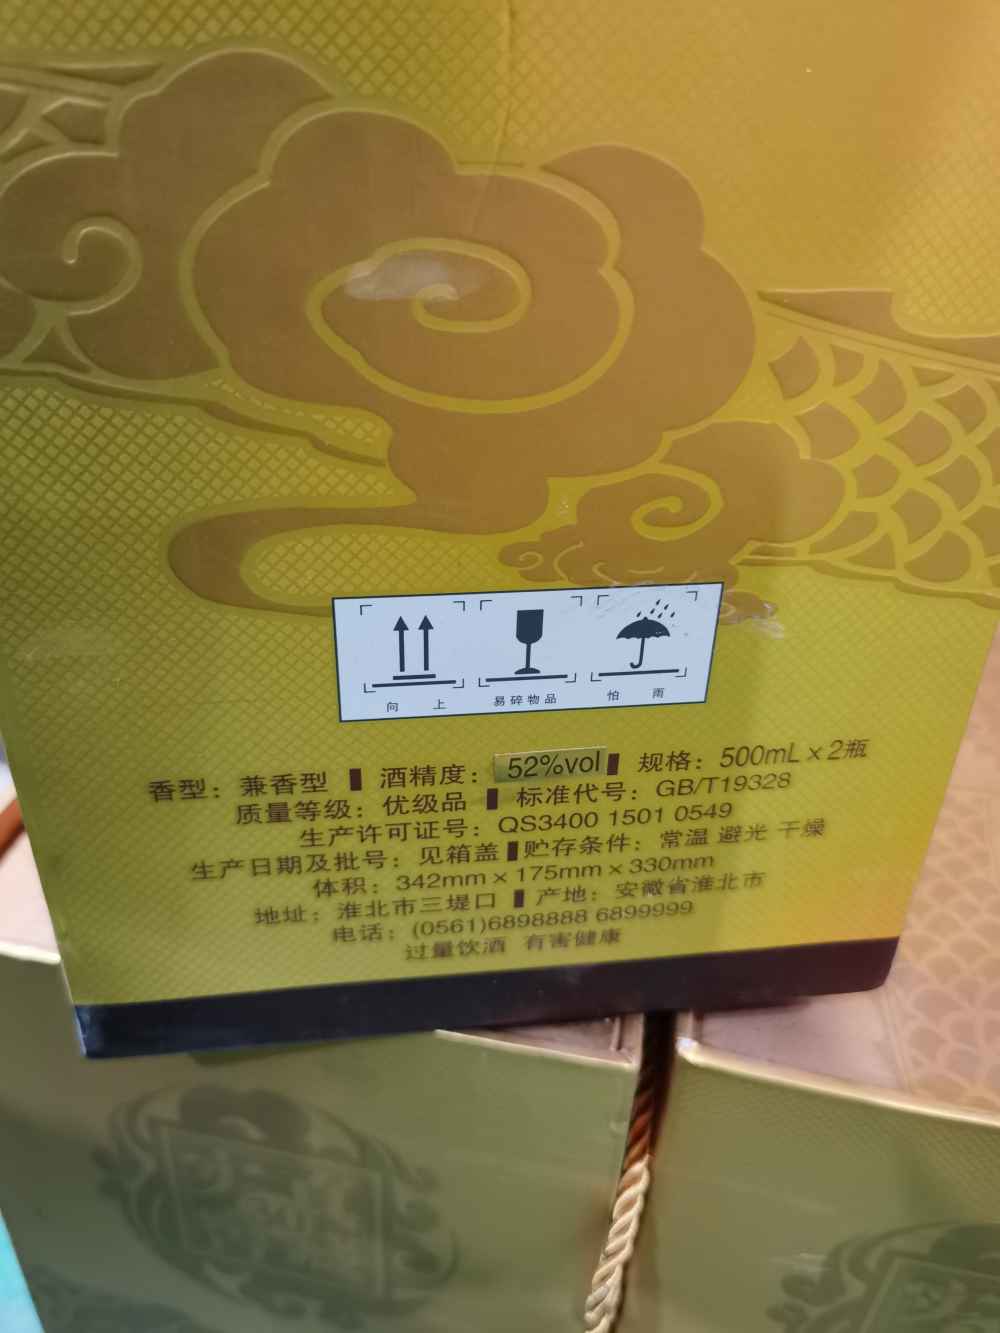 向 上 易碎物品 怕 雨
香型：兼香型 ▮ 酒精度：52%vol ▮ 规格：500mL x 2瓶
质量等级：优级品 ▮ 标准代号：GB/T19328
生产许可证号：QS3400 1501 0549
生产日期及批号：见箱盖 ▮ 贮存条件：常温 避光 干燥
体积：342mm x 175mm x 330mm
地址：淮北市三堤口 ▮ 产地：安徽省淮北市
电话：(0561)6898888 6899999
过量饮酒 有害健康